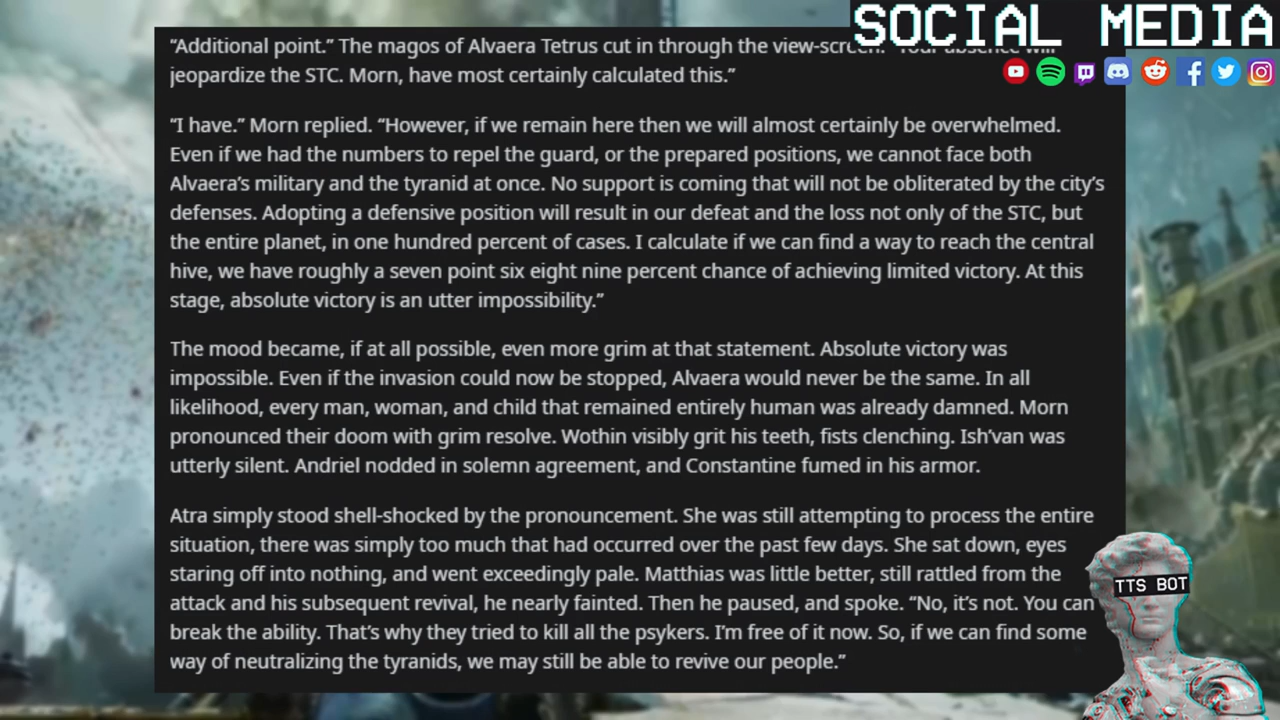 SOCIAL MEDIA
“Additional point.” The magos of Alvaera Tetrus cut in through the view-screen. “Your absence will
jeopardize the STC. Morn, have most certainly calculated this.”
“I have.” Morn replied. “However, if we remain here then we will almost certainly be overwhelmed.
Even if we had the numbers to repel the guard, or the prepared positions, we cannot face both
Alvaera’s military and the tyranid at once. No support is coming that will not be obliterated by the city’s
defenses. Adopting a defensive position will result in our defeat and the loss not only of the STC, but
the entire planet, in one hundred percent of cases. I calculate if we can find a way to reach the central
hive, we have roughly a seven point six eight nine percent chance of achieving limited victory. At this
stage, absolute victory is an utter impossibility.”
The mood became, if at all possible, even more grim at that statement. Absolute victory was
impossible. Even if the invasion could now be stopped, Alvaera would never be the same. In all
likelihood, every man, woman, and child that remained entirely human was already damned. Morn
pronounced their doom with grim resolve. Wothin visibly grit his teeth, fists clenching. Ish’van was
utterly silent. Andriel nodded in solemn agreement, and Constantine fumed in his armor.
Atra simply stood shell-shocked by the pronouncement. She was still attempting to process the entire
situation, there was simply too much that had occurred over the past few days. She sat down, eyes
staring off into nothing, and went exceedingly pale. Matthias was little better, still rattled from the
attack and his subsequent revival, he nearly fainted. Then he paused, and spoke. “No, it’s not. You can
break the ability. That’s why they tried to kill all the psykers. I’m free of it now. So, if we can find some
way of neutralizing the tyranids, we may still be able to revive our people.”
TTS BOT